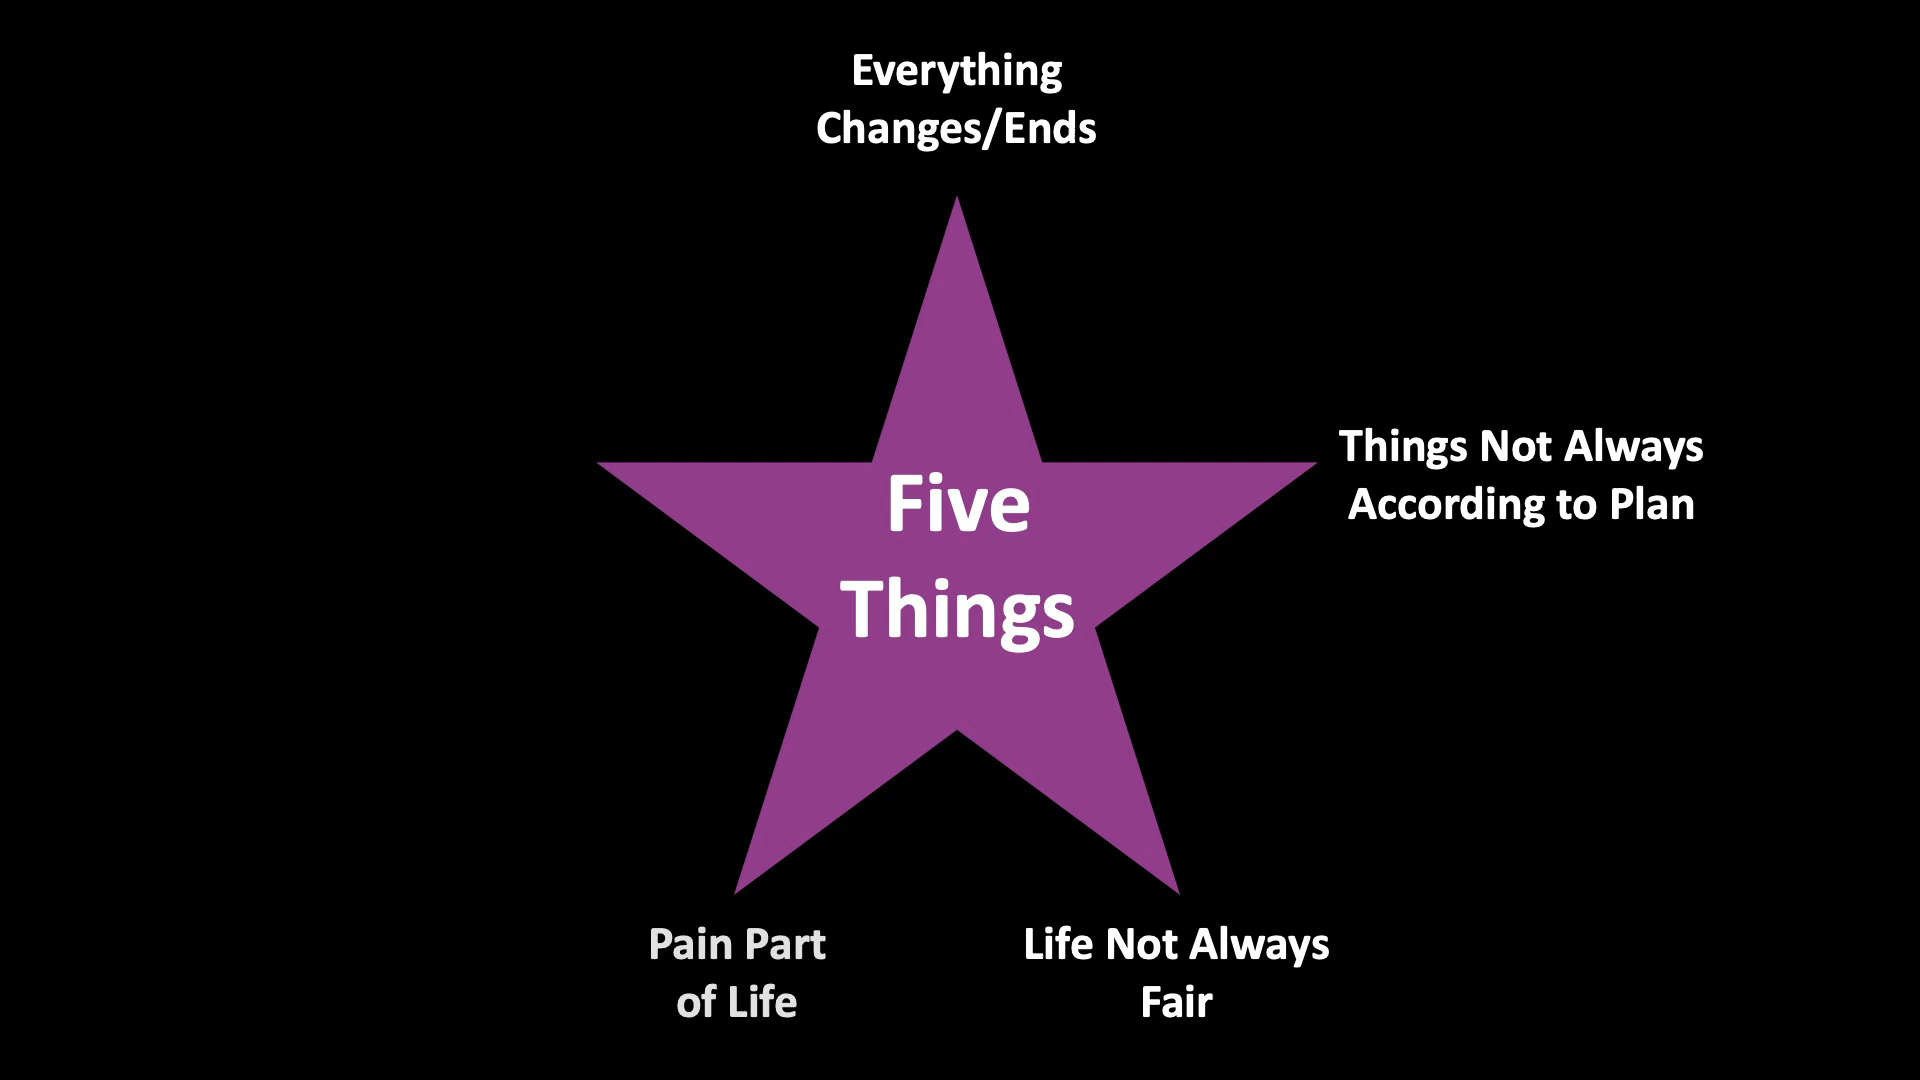 Everything
Changes/Ends
Things Not Always
According to Plan
Five
Things
Pain Part
of Life
Life Not Always
Fair